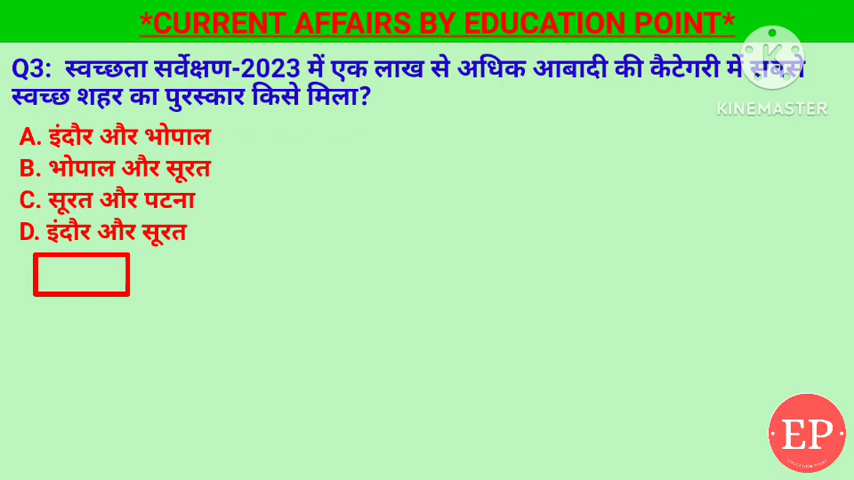 *CURRENT AFFAIRS BY EDUCATION POINT*
Q3: स्वच्छता सर्वेक्षण-2023 में एक लाख से अधिक आबादी की कैटेगरी में सबसे
स्वच्छ शहर का पुरस्कार किसे मिला?
KINEMASTER
A. इंदौर और भोपाल
B. भोपाल और सूरत
C. सूरत और पटना
D. इंदौर और सूरत
EP